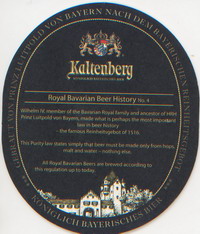 GEBRAUT VON PRINZ LUITPOLD VON BAYERN NACH DEM BAYERISCHEN REINHEITSGEBOT
Kaltenberg
Royal Bavarian Beer History No. 4
Wilhelm IV, member of the Bavarian Royal family and ancestor of HRH
Prinz Luitpold von Bayern, made what is perhaps the most important
law in beer history
- the famous Reinheitsgebot of 1516.
This Purity law states simply that beer must be made only from hops,
malt and water - nothing else.
All Royal Bavarian Beers are brewed according to
this regulation up to today.
KÖNIGLICH BAYERISCHES BIER